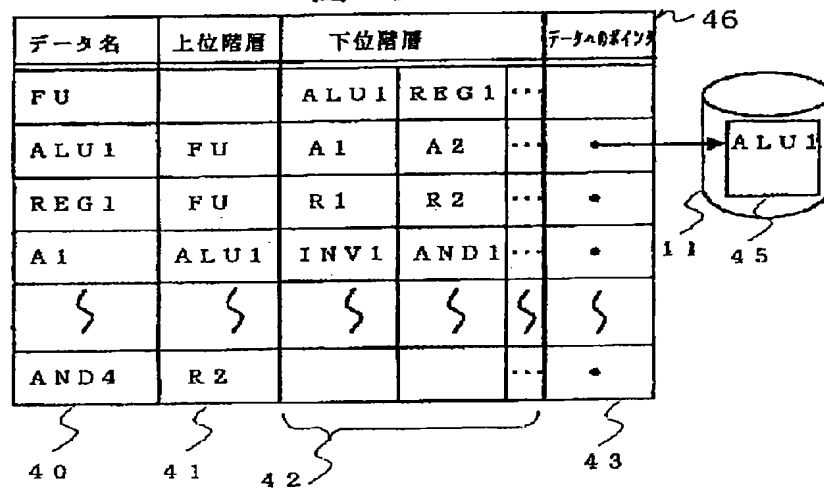 データ名 上位階層 下位階層 データへのポインタ 46
FU ALU1 REG1 ...
ALU1 FU A1 A2 ... ALU1
REG1 FU R1 R2 ...
A1 ALU1 INV1 AND1 ... 11 45
AND4 R2 ...
40 41 42 43